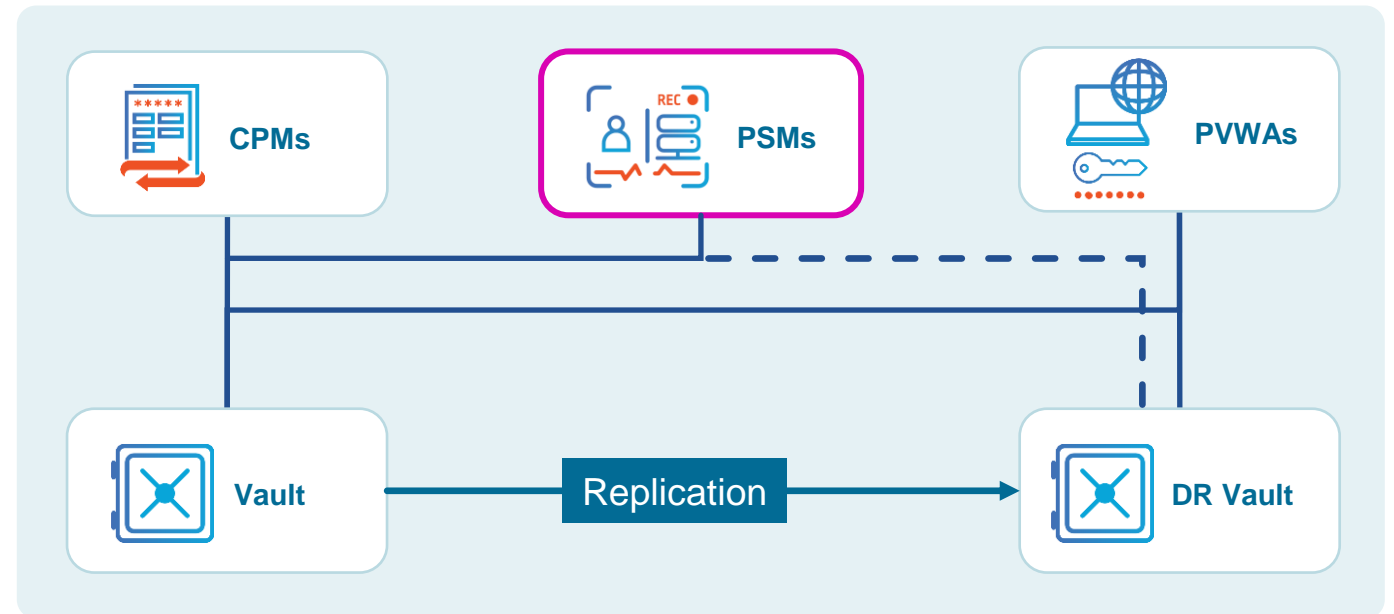 *****
CPMs
REC
PSMs
PVWAs
Vault
Replication
DR Vault